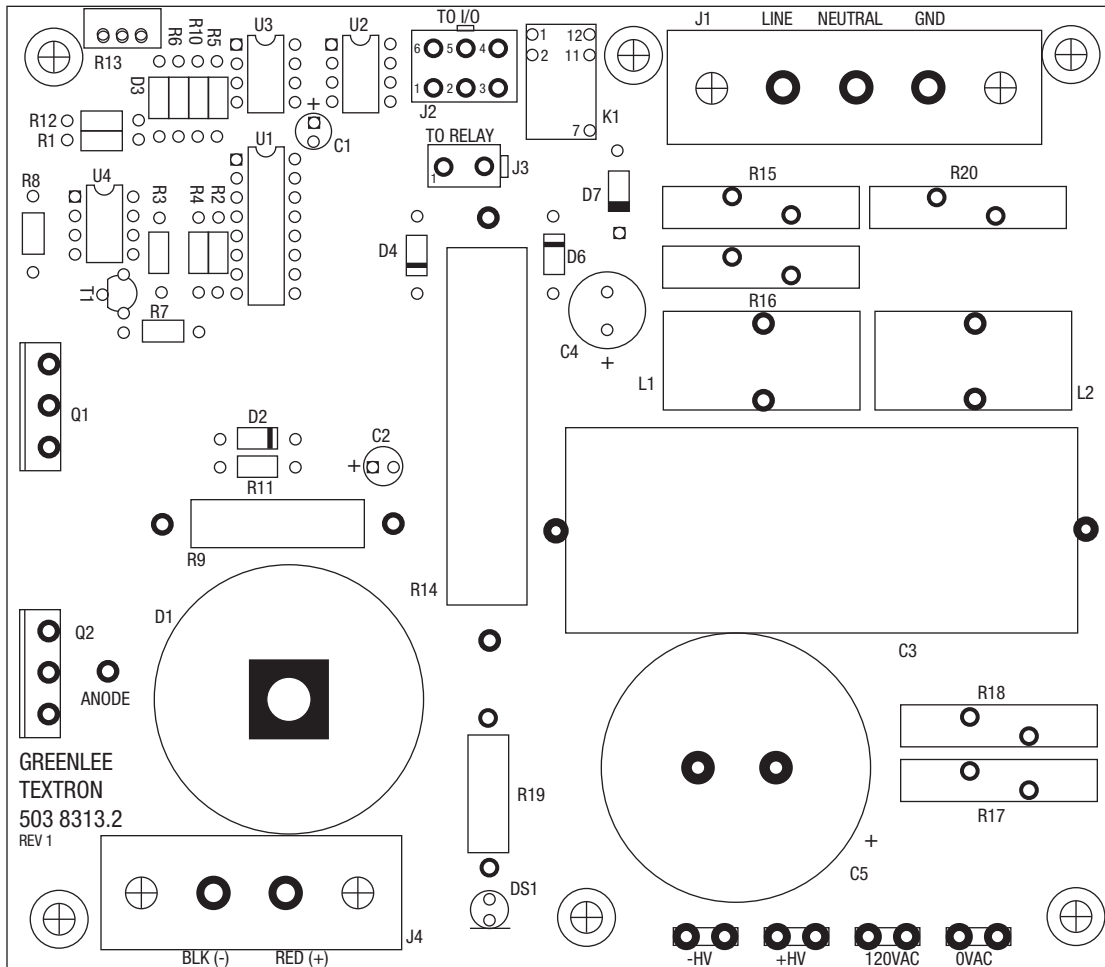 TO I/O
J1 LINE NEUTRAL GND
R6
R10
R5
U3
U2
R13
D3
6 5 4
1 2 3
J2
1 12
2 11
7
K1
R12
R1
+
C1
U1
TO RELAY
1
J3
R8
U4
R3
R4
R2
D7
R15
R20
D4
D6
T1
R7
R16
C4
+
L1
L2
Q1
D2
C2
+
R11
R9
R14
D1
Q2
ANODE
C3
R18
R17
R19
GREENLEE
TEXTRON
503 8313.2
REV 1
+
C5
DS1
J4
BLK (-) RED (+)
-HV +HV 120VAC 0VAC